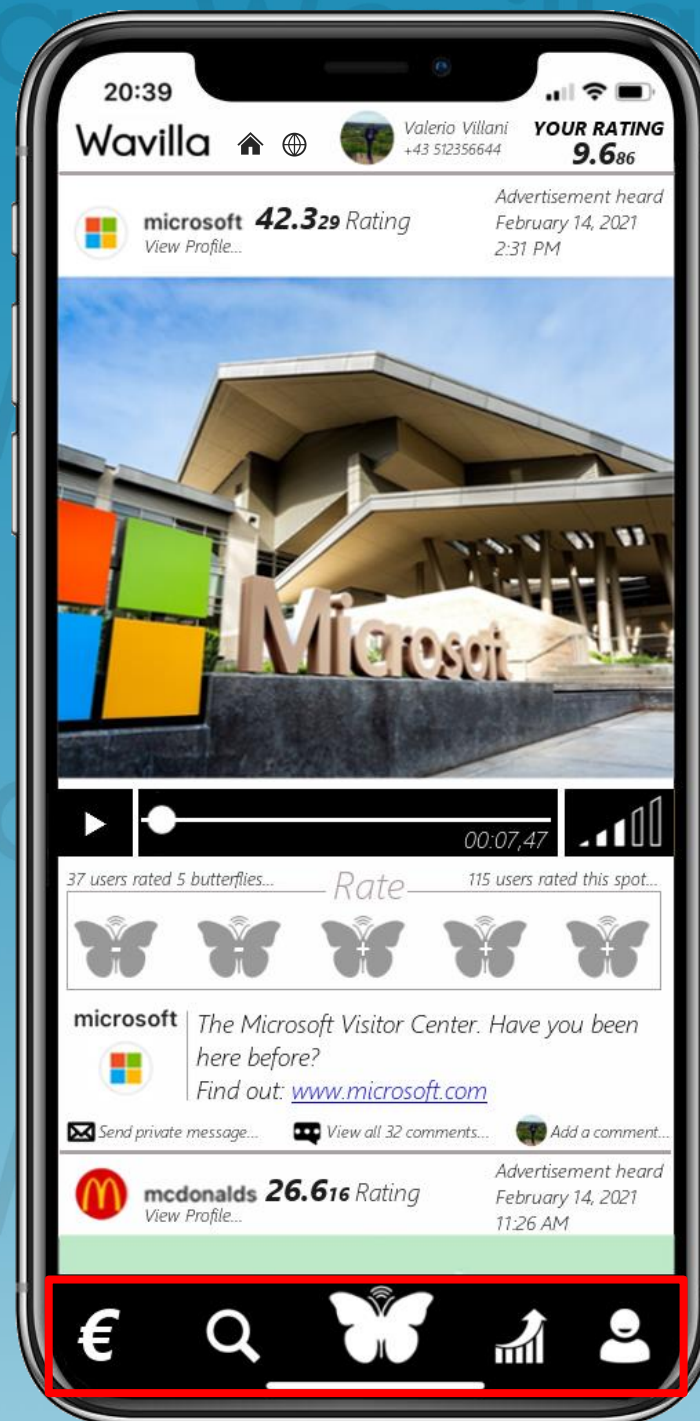 20:39
Wavilla
Valerio Villani
+43 512356644
YOUR RATING
9.686
microsoft 42.329 Rating
View Profile...
Advertisement heard
February 14, 2021
2:31 PM
Microsoft
00:07,47
37 users rated 5 butterflies...
Rate
115 users rated this spot...
- - + + +
microsoft
The Microsoft Visitor Center. Have you been
here before?
Find out: www.microsoft.com
Send private message...
View all 32 comments...
Add a comment...
mcdonalds 26.616 Rating
View Profile...
Advertisement heard
February 14, 2021
11:26 AM
€